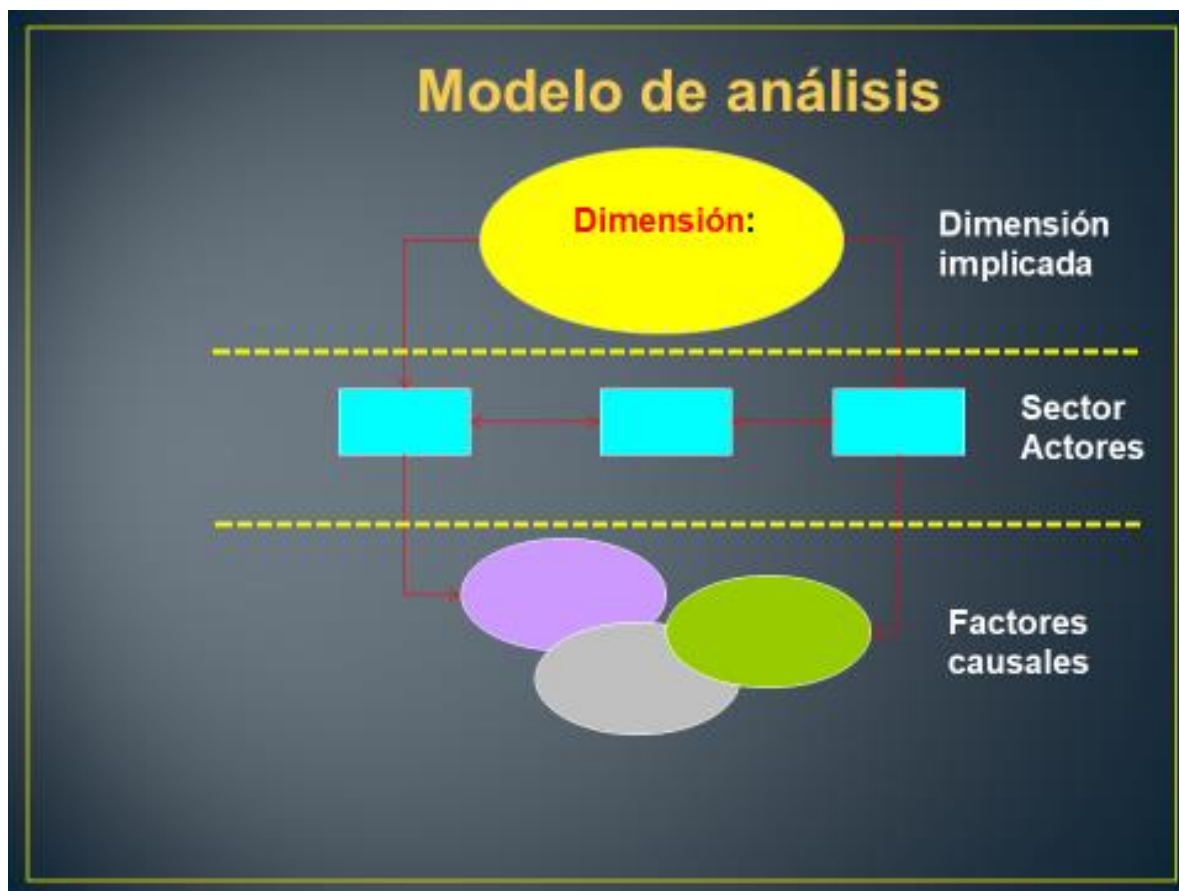 Modelo de análisis
Dimensión:
Dimensión
implicada
Sector
Actores
Factores
causales